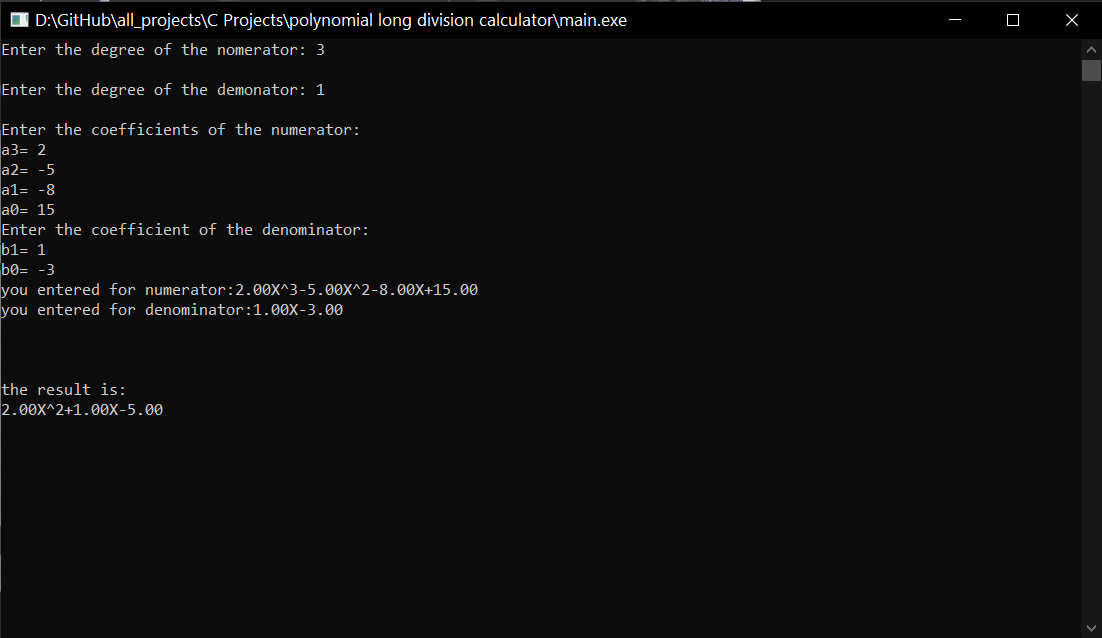 D:\GitHub\all_projects\C Projects\polynomial long division calculator\main.exe
Enter the degree of the nomerator: 3
Enter the degree of the demonator: 1
Enter the coefficients of the numerator:
a3= 2
a2= -5
a1= -8
a0= 15
Enter the coefficient of the denominator:
b1= 1
b0= -3
you entered for numerator:2.00X^3-5.00X^2-8.00X+15.00
you entered for denominator:1.00X-3.00
the result is:
2.00X^2+1.00X-5.00